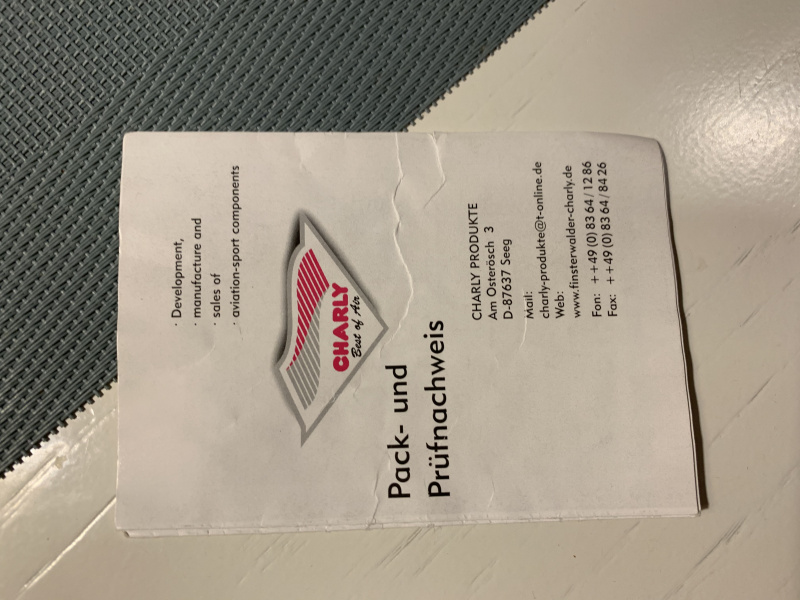 · Development,
· manufacture and
· sales of
· aviation-sport components
CHARLY
Best of Air
Pack- und
Prüfnachweis
CHARLY PRODUKTE
Am Osterösch 3
D-87637 Seeg
Mail:
charly-produkte@t-online.de
Web:
www.finsterwalder-charly.de
Fon: ++49 (0) 83 64/12 86
Fax: ++49 (0) 83 64/84 26